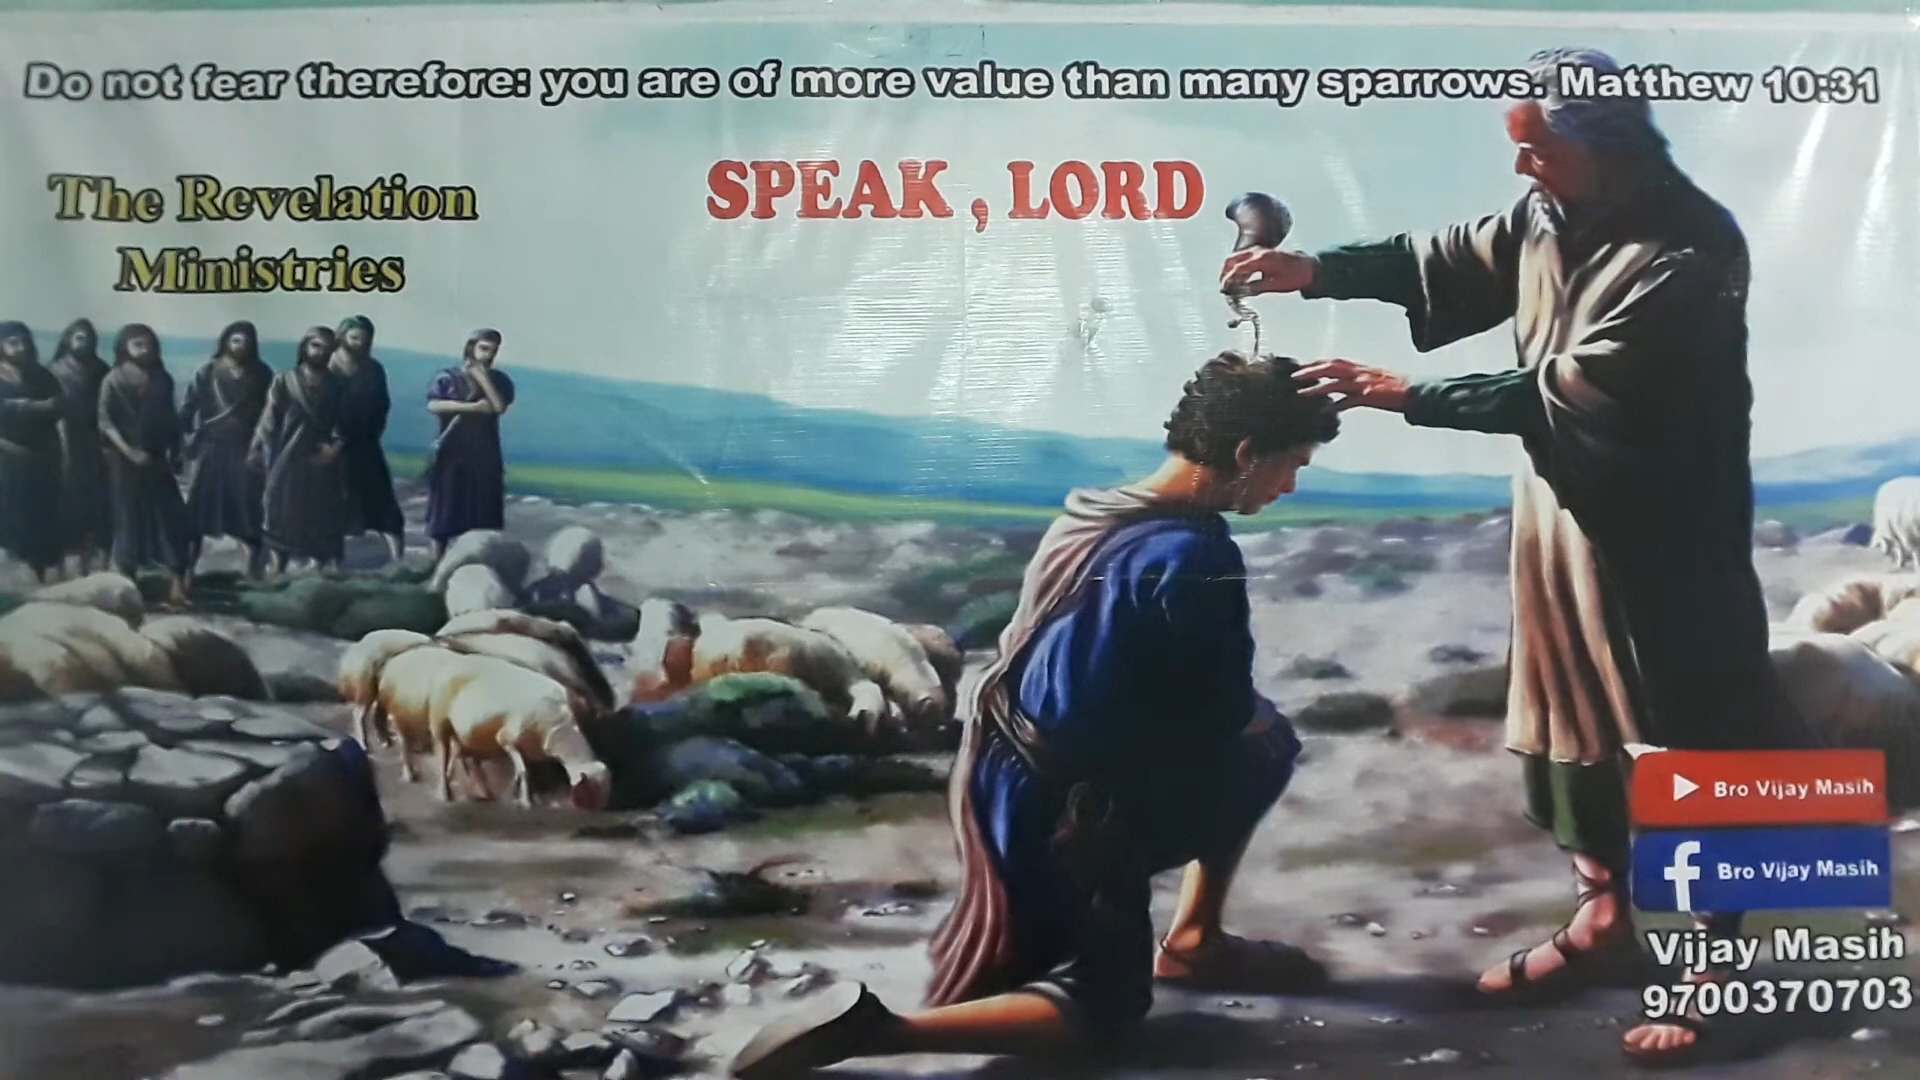 Do not fear therefore: you are of more value than many sparrows. Matthew 10:31
The Revelation
Ministries
SPEAK , LORD
Bro Vijay Masih
Bro Vijay Masih
Vijay Masih
9700370703